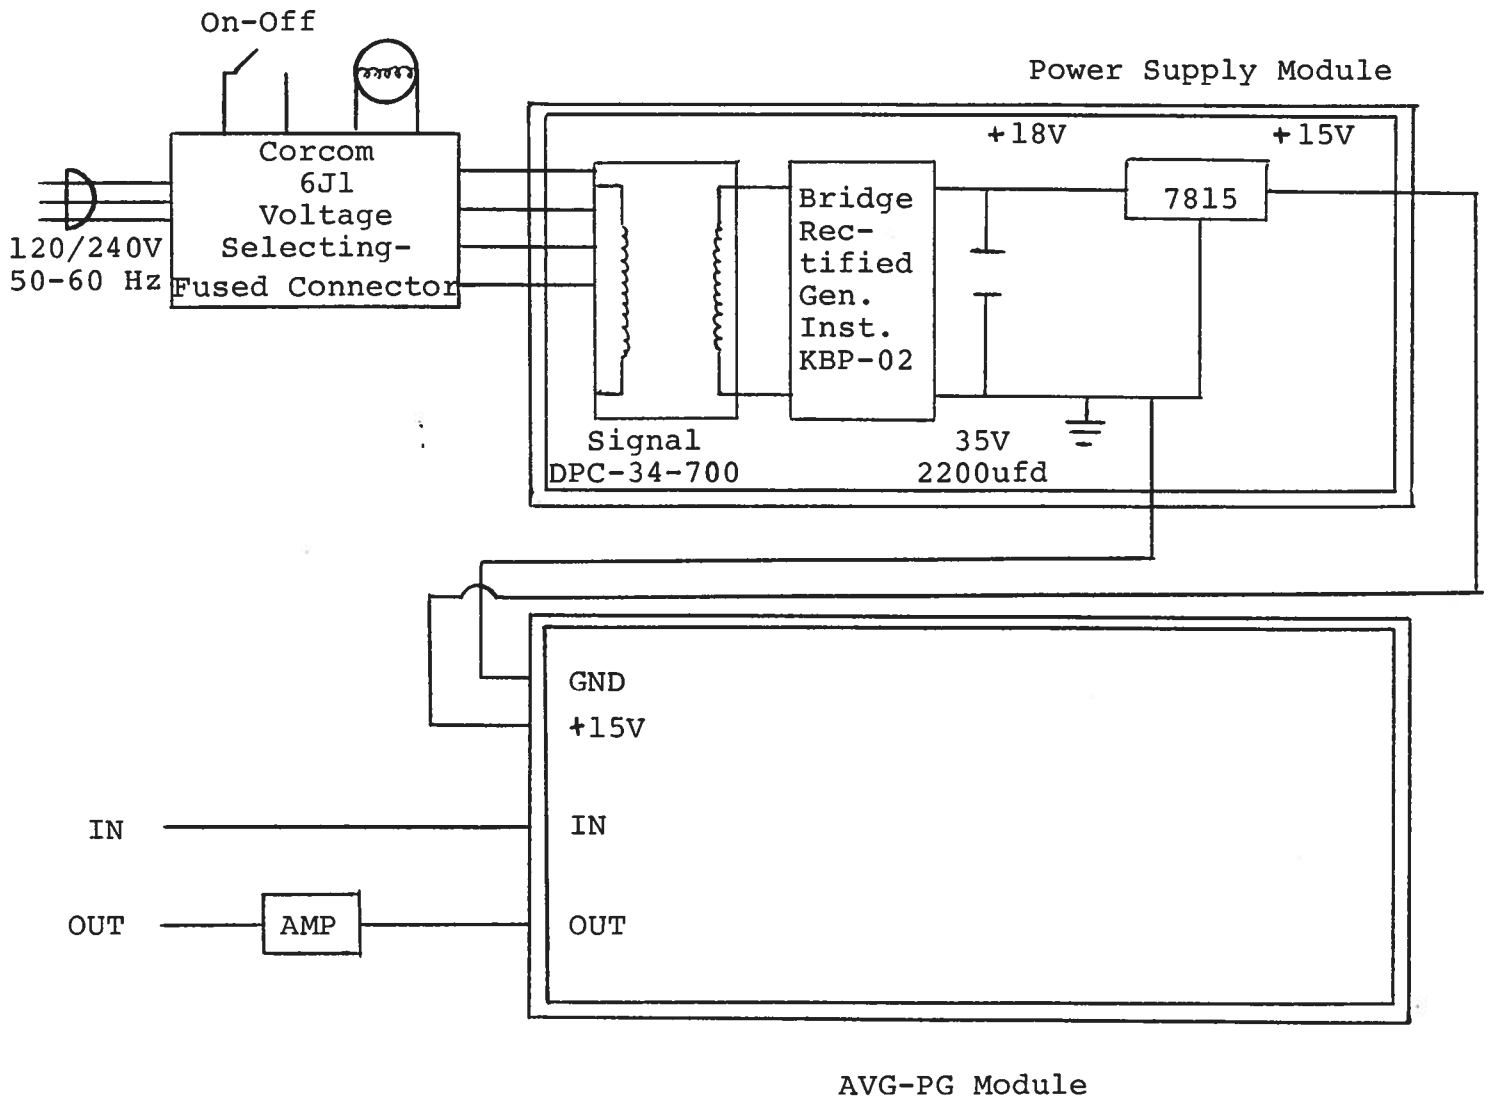 On-Off
Power Supply Module
Corcom
6J1
Voltage
Selecting-
Fused Connector
120/240V
50-60 Hz
+18V
+15V
7815
Bridge
Rec-
tified
Gen.
Inst.
KBP-02
Signal
DPC-34-700
35V
2200ufd
GND
+15V
IN
IN
OUT
AMP
OUT
AVG-PG Module